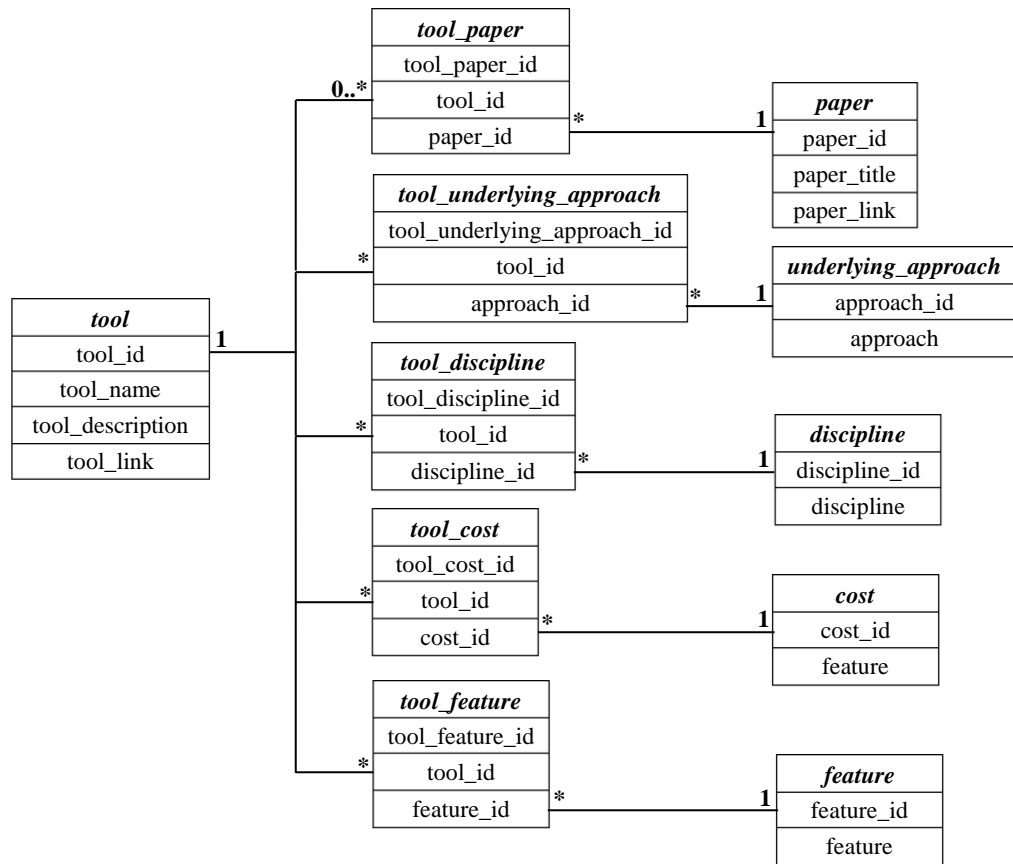 tool_paper
tool_paper_id
0..*
tool_id
paper_id
*
1
paper
paper_id
paper_title
paper_link
tool_underlying_approach
tool_underlying_approach_id
*
tool_id
approach_id
*
1
underlying_approach
approach_id
approach
tool
1
tool_id
tool_name
tool_description
tool_link
tool_discipline
tool_discipline_id
*
tool_id
discipline_id
*
1
discipline
discipline_id
discipline
tool_cost
tool_cost_id
*
tool_id
cost_id
*
1
cost
cost_id
feature
tool_feature
tool_feature_id
*
tool_id
feature_id
*
1
feature
feature_id
feature